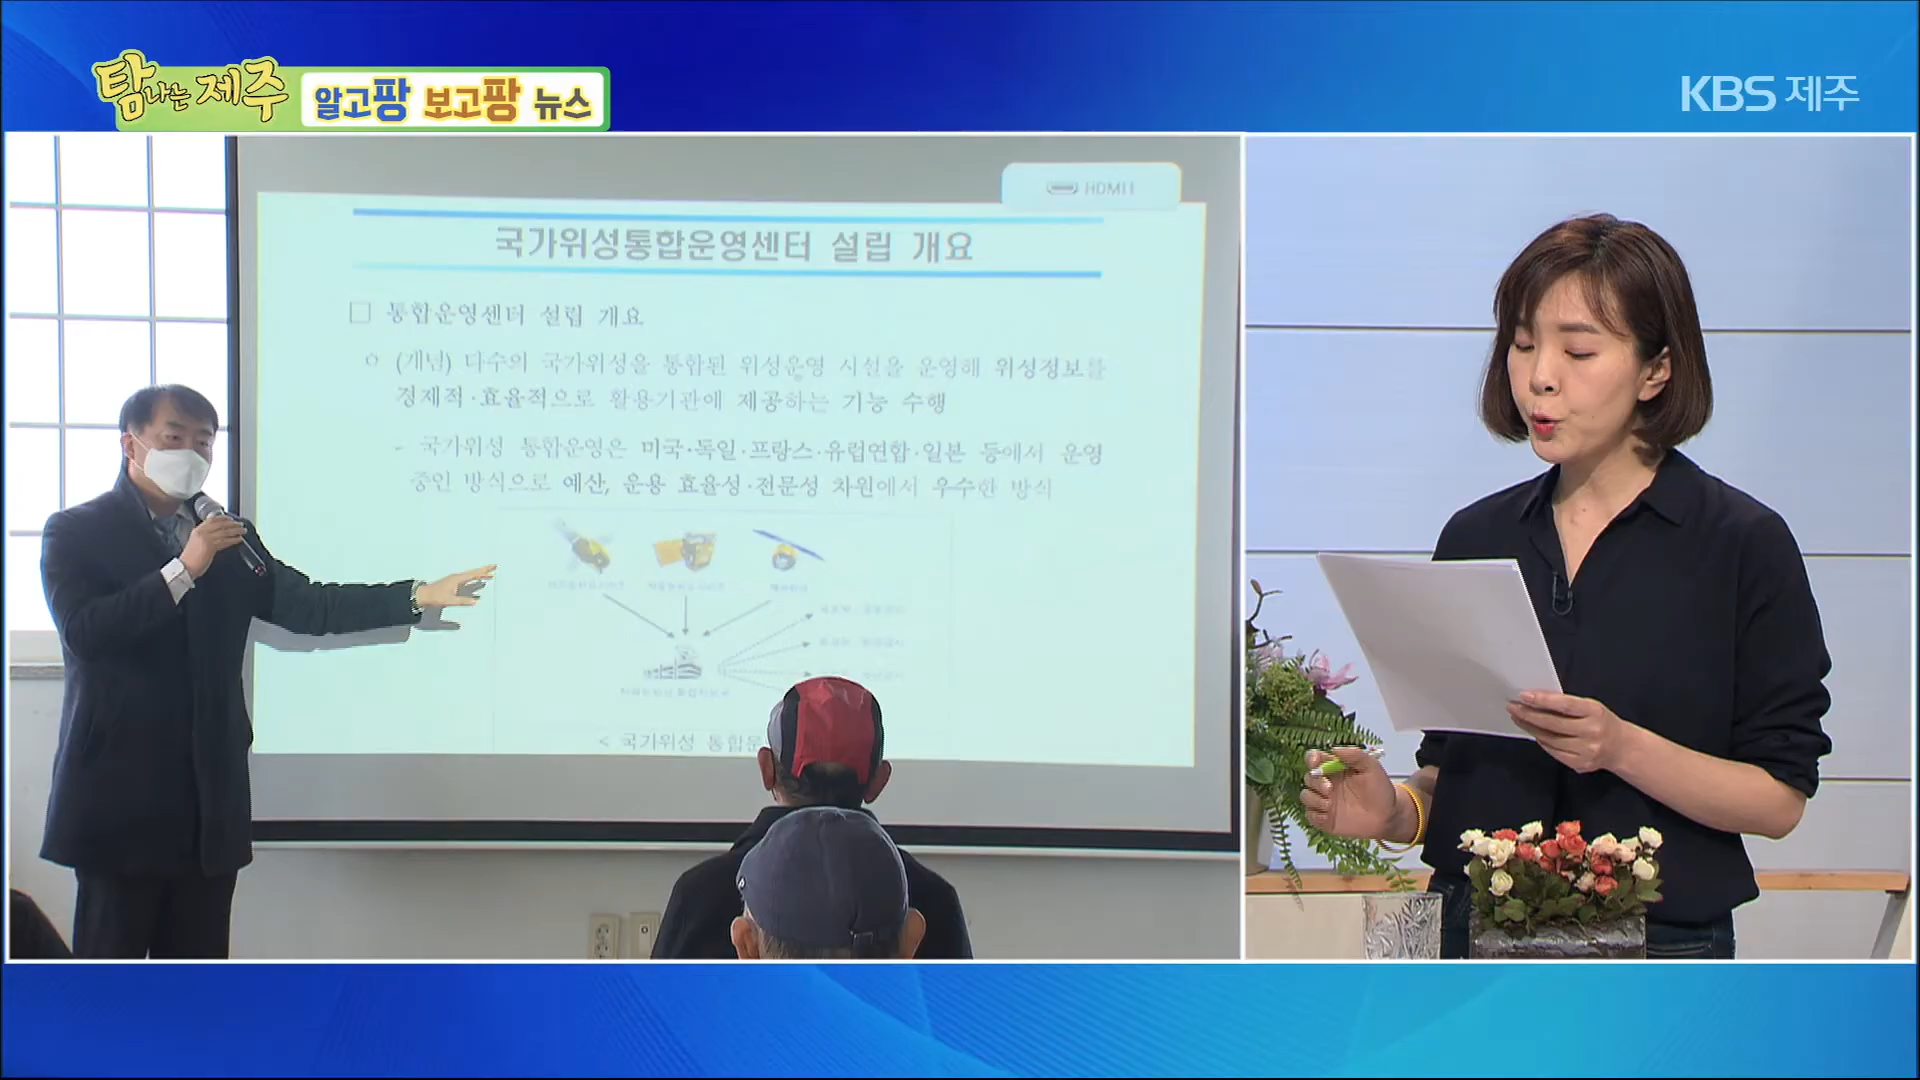 탐나는 제주
알고팡 보고팡 뉴스
KBS 제주
HDMI1
국가위성통합운영센터 설립 개요
□ 통합운영센터 설립 개요
ㅇ (개념) 다수의 국가위성을 통합된 위성운영 시설을 운영해 위성정보를
경제적·효율적으로 활용기관에 제공하는 기능 수행
- 국가위성 통합운영은 미국·독일·프랑스·유럽연합·일본 등에서 운영
중인 방식으로 예산, 운용 효율성·전문성 차원에서 우수한 방식
< 국가위성 통합운